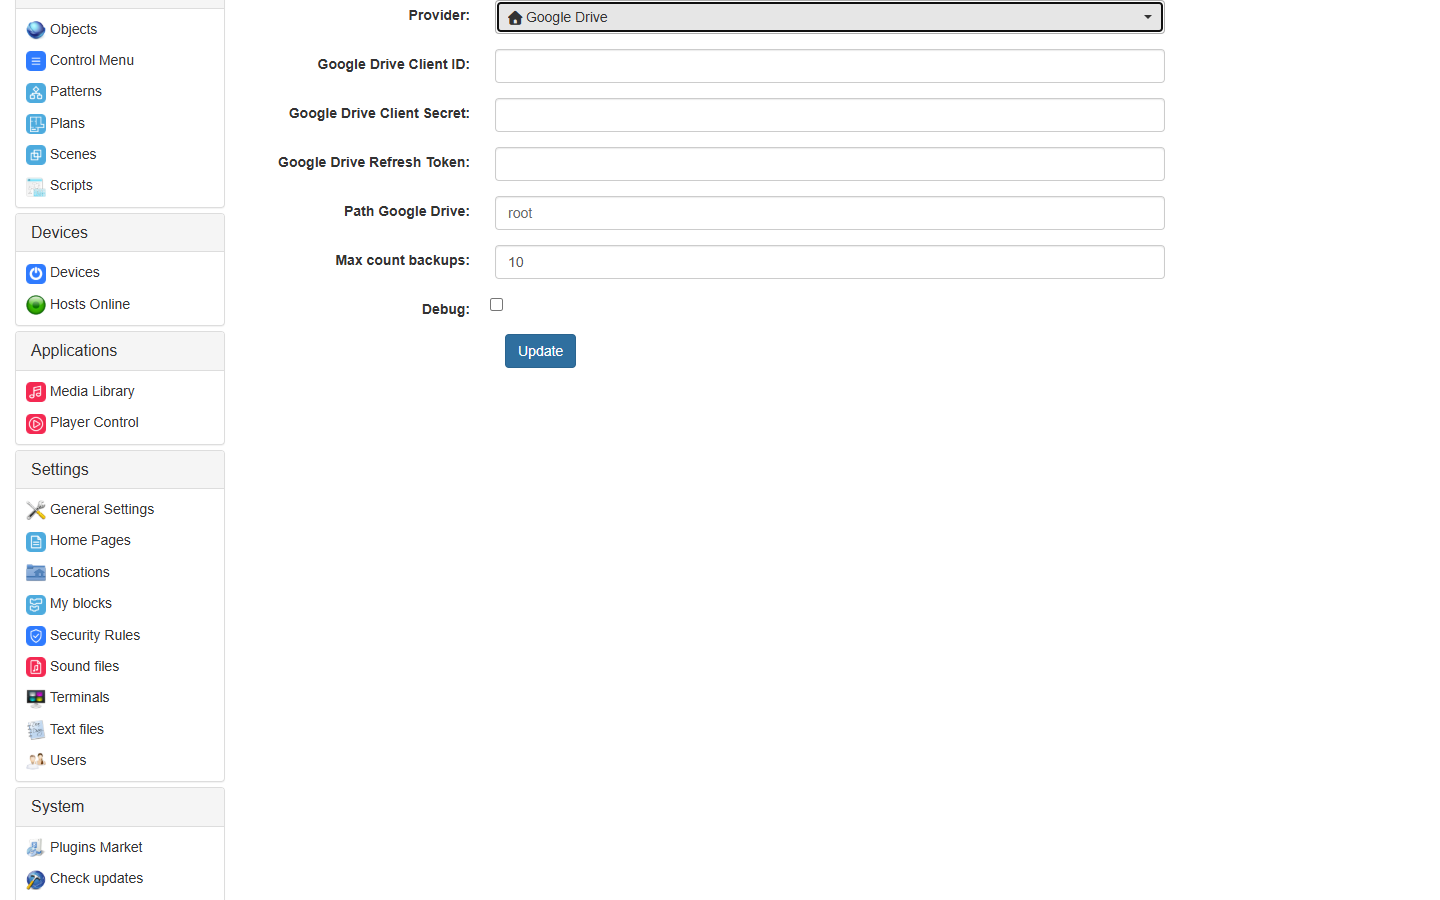 Objects
Control Menu
Patterns
Plans
Scenes
Scripts
Devices
Devices
Hosts Online
Applications
Media Library
Player Control
Settings
General Settings
Home Pages
Locations
My blocks
Security Rules
Sound files
Terminals
Text files
Users
System
Plugins Market
Check updates
Provider: Google Drive
Google Drive Client ID:
Google Drive Client Secret:
Google Drive Refresh Token:
Path Google Drive: root
Max count backups: 10
Debug:
Update